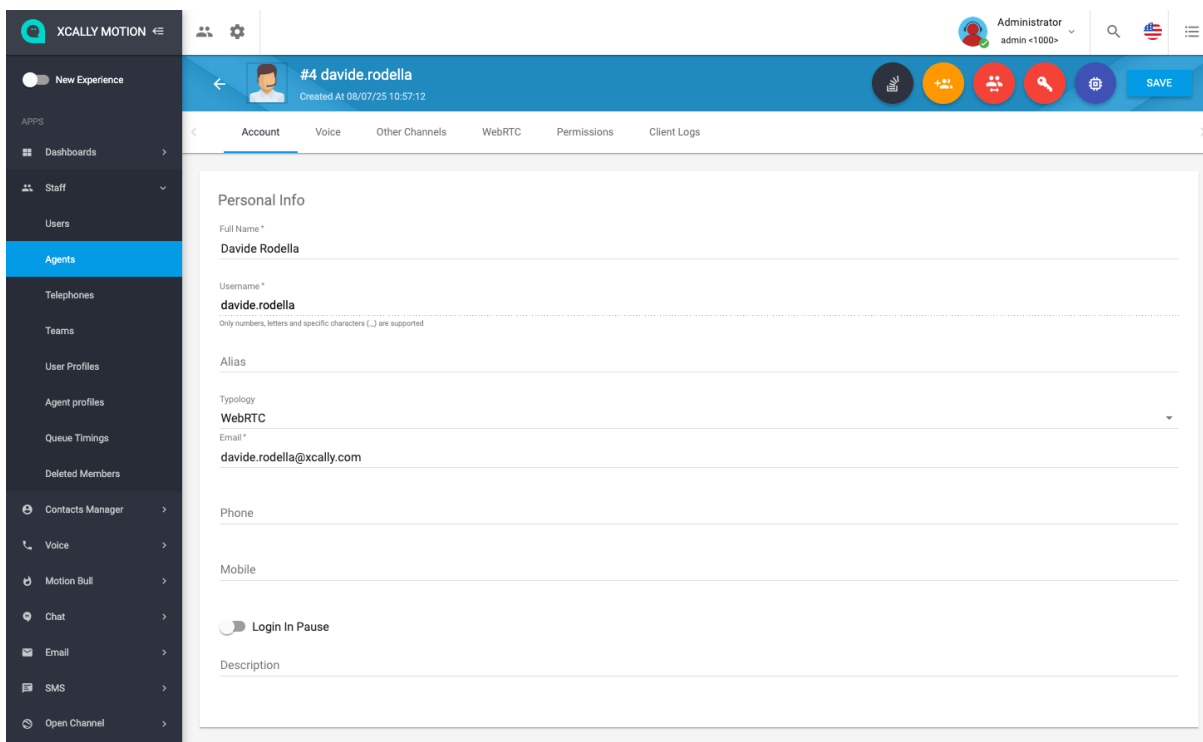 XCALLY MOTION
Administrator
admin <1000>
New Experience
#4 davide.rodella
Created At 08/07/25 10:57:12
SAVE
APPS
Account Voice Other Channels WebRTC Permissions Client Logs
Dashboards
Staff
Users
Agents
Telephones
Teams
User Profiles
Agent profiles
Queue Timings
Deleted Members
Contacts Manager
Voice
Motion Bull
Chat
Email
SMS
Open Channel
Personal Info
Full Name *
Davide Rodella
Username *
davide.rodella
Only numbers, letters and specific characters (._) are supported
Alias
Typology
WebRTC
Email *
davide.rodella@xcally.com
Phone
Mobile
Login In Pause
Description